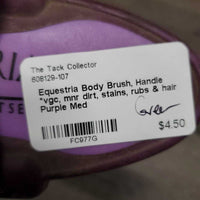 The Tack Collector
608129-107
Equestria Body Brush, Handle
*vgc, mnr dirt, stains, rubs & hair
Purple Med
$4.50
FC977G